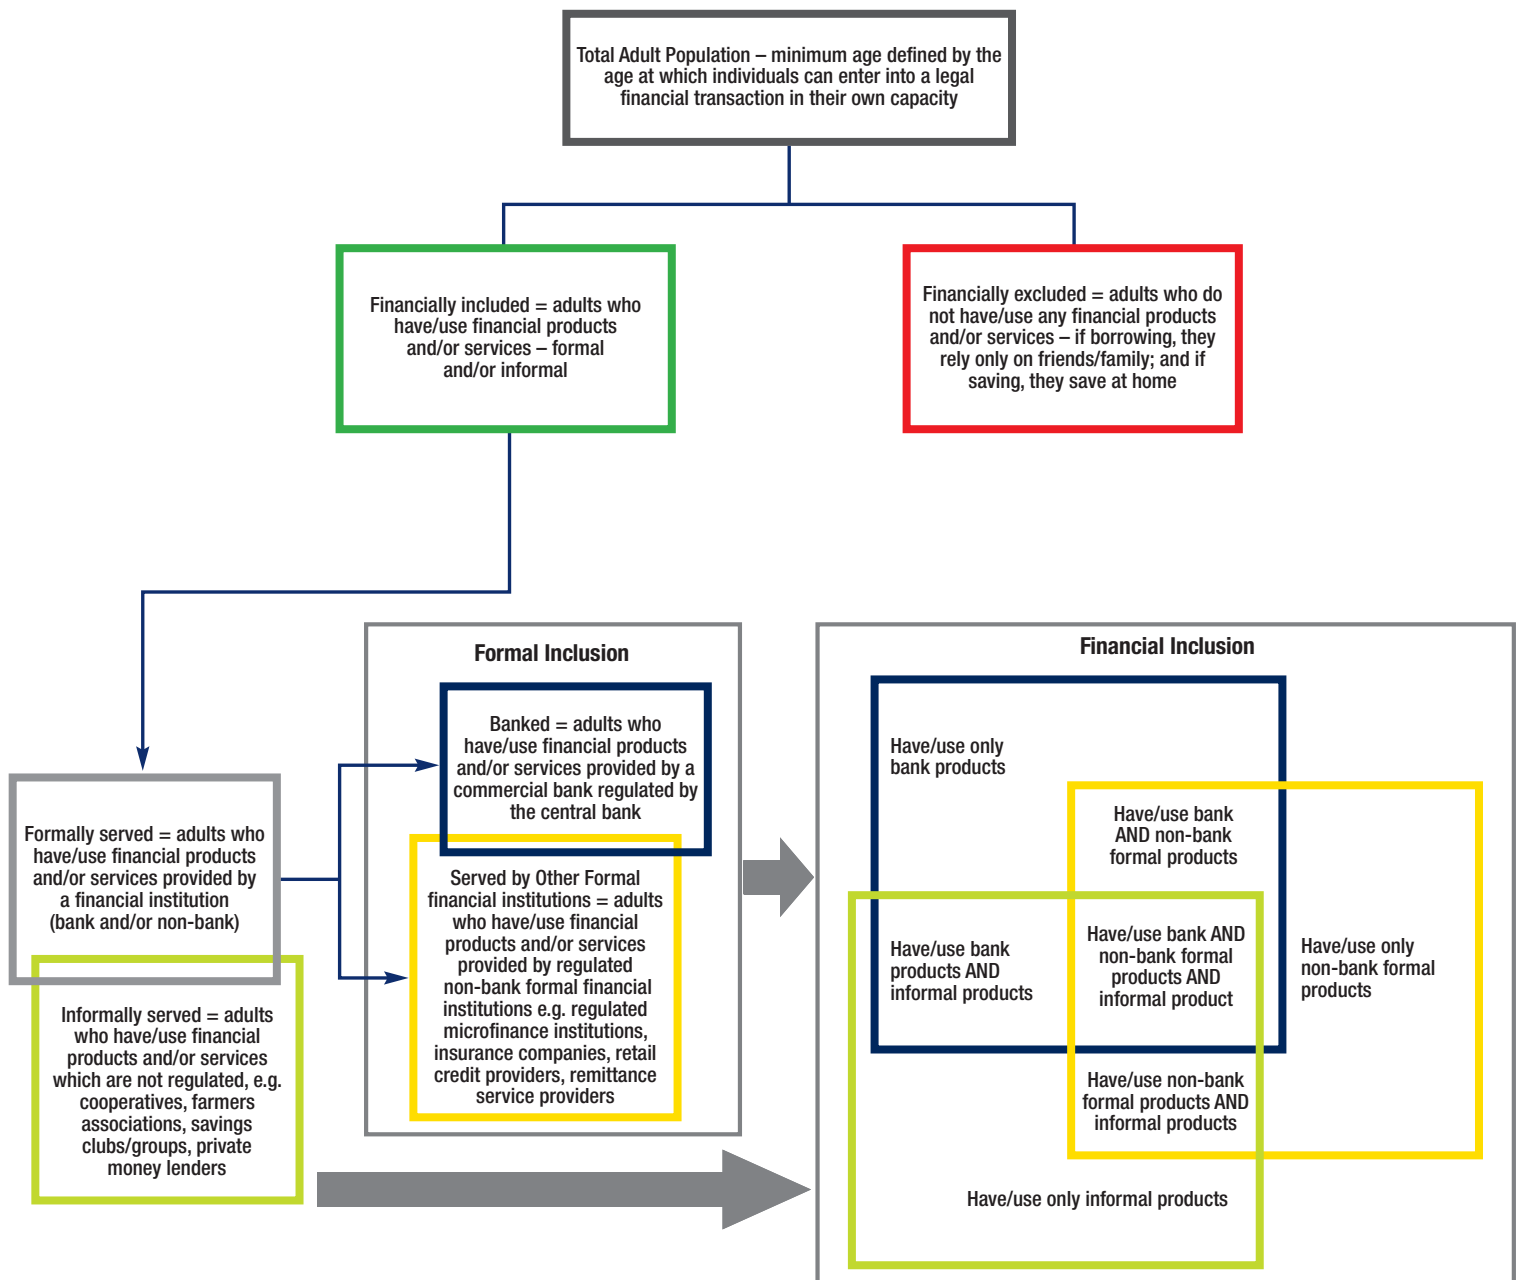 Total Adult Population – minimum age defined by the
age at which individuals can enter into a legal
financial transaction in their own capacity
Financially included = adults who
have/use financial products
and/or services – formal
and/or informal
Financially excluded = adults who do
not have/use any financial products
and/or services – if borrowing, they
rely only on friends/family; and if
saving, they save at home
Formally served = adults who
have/use financial products
and/or services provided by
a financial institution
(bank and/or non-bank)
Informally served = adults
who have/use financial
products and/or services
which are not regulated, e.g.
cooperatives, farmers
associations, savings
clubs/groups, private
money lenders
Formal Inclusion
Banked = adults who
have/use financial products
and/or services provided by a
commercial bank regulated by
the central bank
Served by Other Formal
financial institutions = adults
who have/use financial
products and/or services
provided by regulated
non-bank formal financial
institutions e.g. regulated
microfinance institutions,
insurance companies, retail
credit providers, remittance
service providers
Financial Inclusion
Have/use only
bank products
Have/use bank
AND non-bank
formal products
Have/use bank
products AND
informal products
Have/use bank AND
non-bank formal
products AND
informal product
Have/use only
non-bank formal
products
Have/use non-bank
formal products AND
informal products
Have/use only informal products